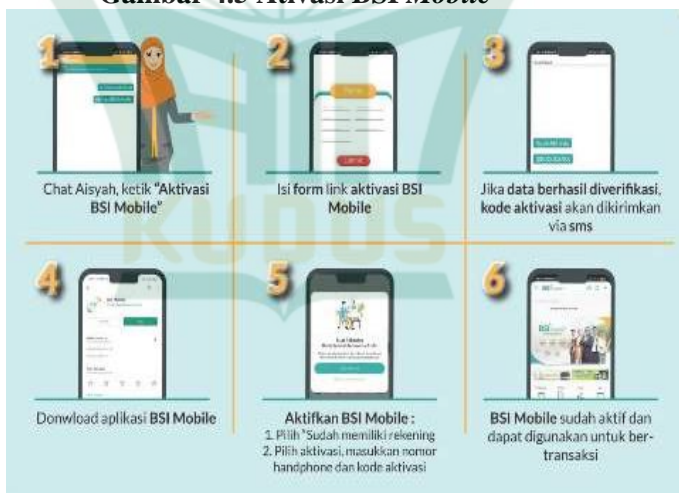 Gambar 4.5 Ativasi BSI Mobile
1
2
3
Chat Aisyah, ketik “Aktivasi
BSI Mobile”
Isi form link aktivasi BSI
Mobile
Jika data berhasil diverifikasi,
kode aktivasi akan dikirimkan
via sms
KUDUS
4
5
6
Donwload aplikasi BSI Mobile
Aktifkan BSI Mobile :
1. Pilih “Sudah memiliki rekening
2. Pilih aktivasi, masukkan nomor
handphone dan kode aktivasi
BSI Mobile sudah aktif dan
dapat digunakan untuk ber-
transaksi